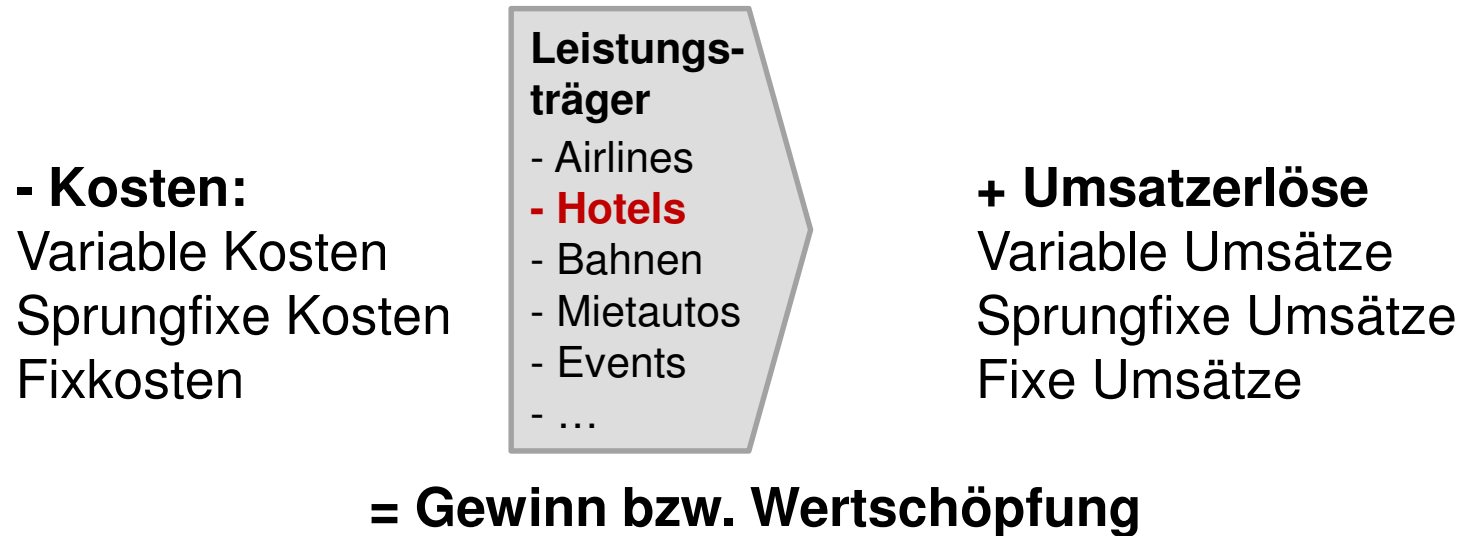 Leistungs-
träger
- Airlines
- Hotels
- Bahnen
- Mietautos
- Events
- …
- Kosten:
Variable Kosten
Sprungfixe Kosten
Fixkosten
+ Umsatzerlöse
Variable Umsätze
Sprungfixe Umsätze
Fixe Umsätze
= Gewinn bzw. Wertschöpfung